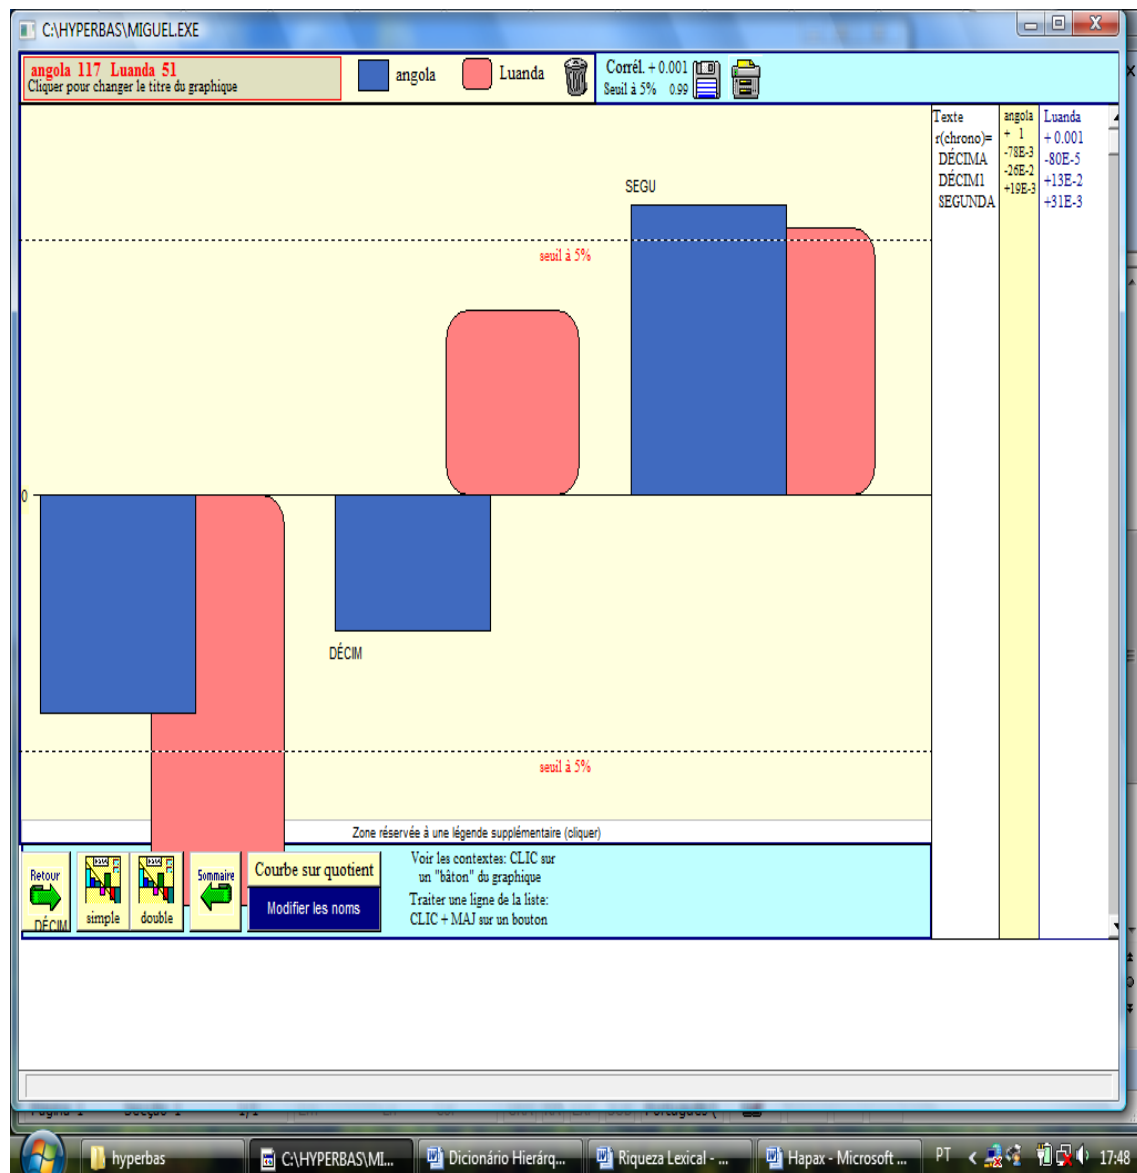 C:\HYPERBAS\MIGUEL.EXE
angola 117 Luanda 51
Cliquer pour changer le titre du graphique
angola
Luanda
Corrél. + 0.001
Seuil à 5% 0.99
Texte angola Luanda
r(chrono)= + 1 + 0.001
DÉCIMA -78E-3 -80E-5
DÉCIM1 -26E-2 +13E-2
SEGUNDA +19E-3 +31E-3
SEGU
seuil à 5%
0
DÉCIM
seuil à 5%
Zone réservée à une légende supplémentaire (cliquer)
Retour
DÉCIM
simple
double
Sommaire
Courbe sur quotient
Modifier les noms
Voir les contextes: CLIC sur
un "bâton" du graphique
Traiter une ligne de la liste:
CLIC + MAJ sur un bouton
hyperbas
C:\HYPERBAS\MI...
Dicionário Hierárq...
Riqueza Lexical - ...
Hapax - Microsoft ...
PT
17:48